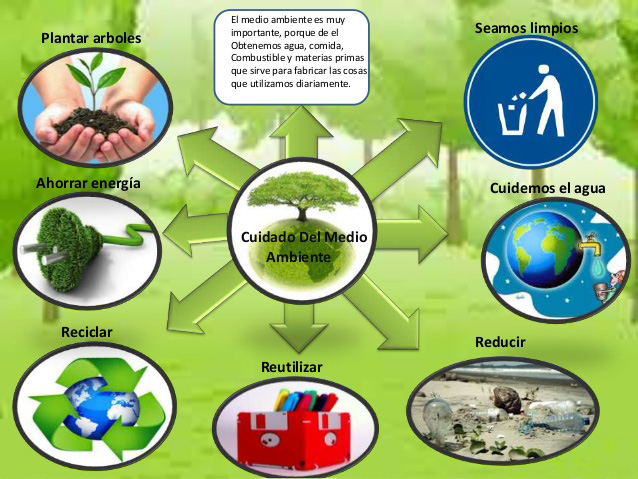 El medio ambiente es muy
importante, porque de el
Obtenemos agua, comida,
Combustible y materias primas
que sirve para fabricar las cosas
que utilizamos diariamente.
Plantar arboles
Seamos limpios
Ahorrar energía
Cuidemos el agua
Cuidado Del Medio
Ambiente
Reciclar
Reducir
Reutilizar